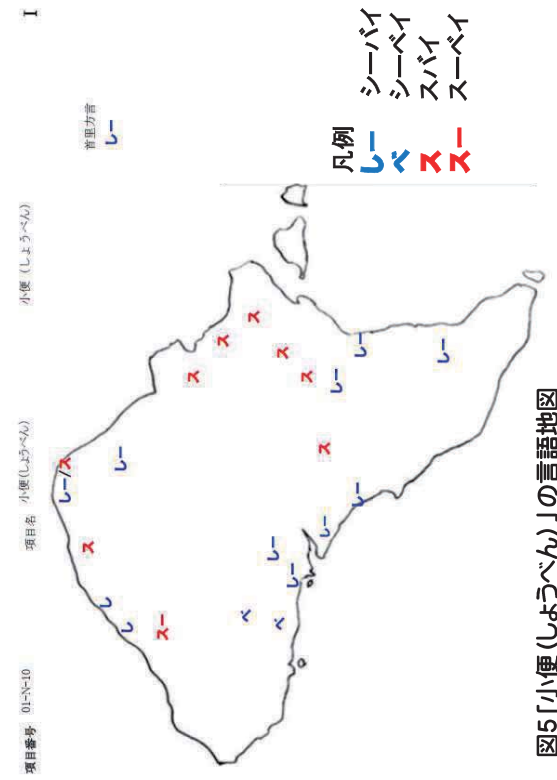 項目番号 01-N-10 項目名 小便(しょうべん) 小便 (しょうべん) I
首里方言
しー
しー/ス
ス
し
しー
し
スー
ス
ス
べ
ス
しー
べ
ス
しー
ス
しー
ス
しー
しー
しー
しー
凡例
しー シーバイ
べ シーベイ
ス スバイ
スー スーベイ
図5「小便(しょうべん)」の言語地図